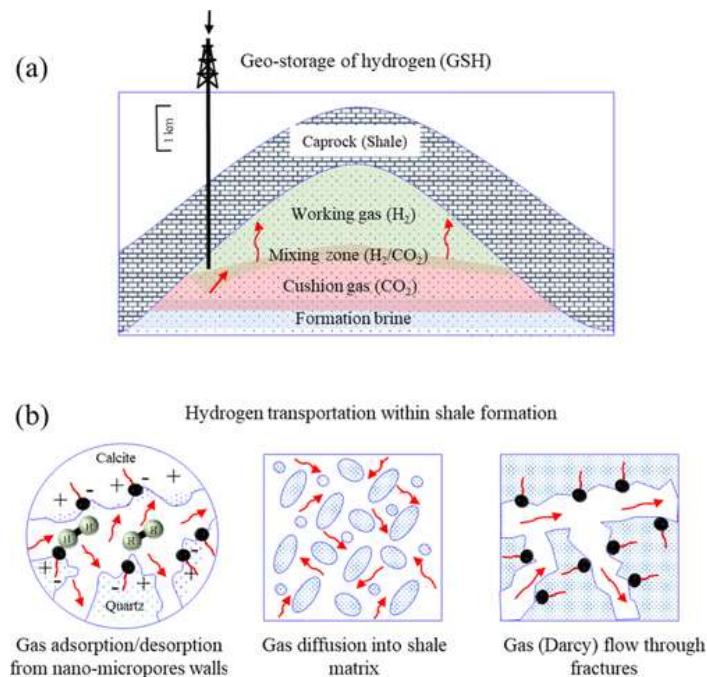 (a)
Geo-storage of hydrogen (GSH)
1 km
Caprock (Shale)
Working gas (H₂)
Mixing zone (H₂/CO₂)
Cushion gas (CO₂)
Formation brine
(b)
Hydrogen transportation within shale formation
Calcite
+ - + - +
+ -
H H
H H
- + - - +
+ +
Quartz
Gas adsorption/desorption
from nano-micropores walls
Gas diffusion into shale
matrix
Gas (Darcy) flow through
fractures